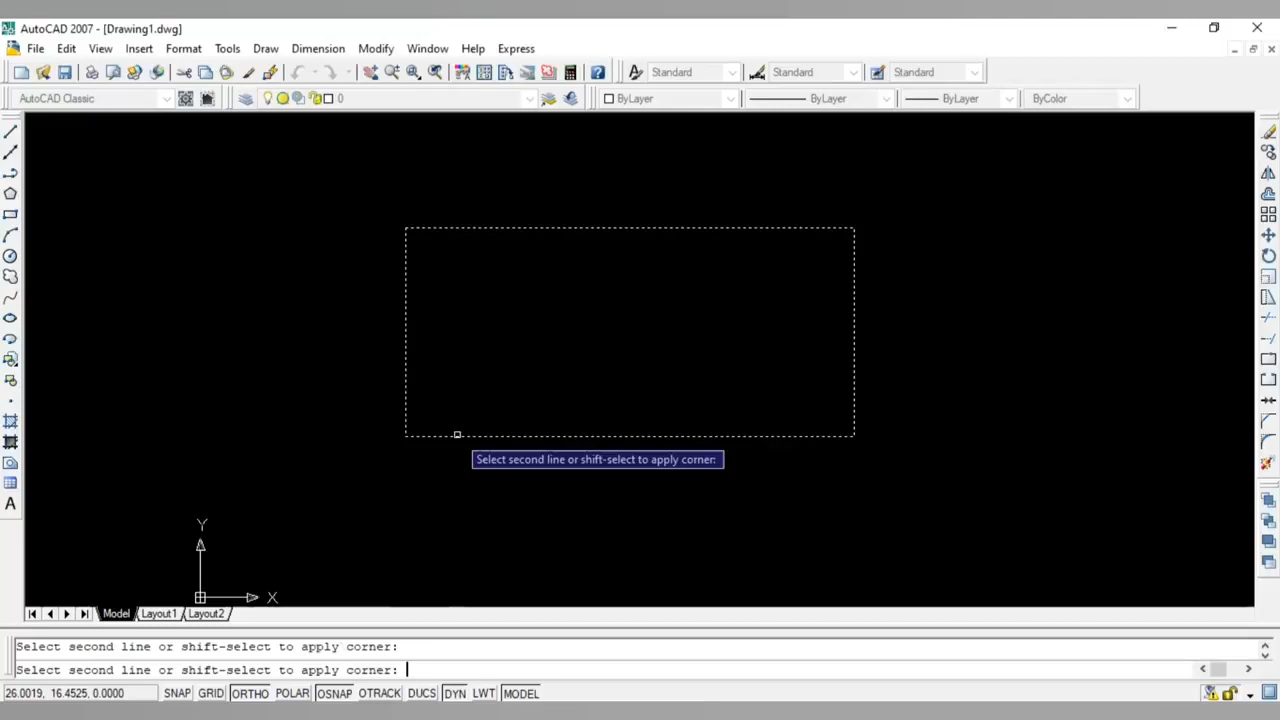 AutoCAD 2007 - [Drawing1.dwg]
File Edit View Insert Format Tools Draw Dimension Modify Window Help Express
Standard Standard Standard
AutoCAD Classic 0 ByLayer ByLayer ByLayer ByColor
Select second line or shift-select to apply corner:
Y
X
A
Model Layout1 Layout2
Select second line or shift-select to apply corner:
Select second line or shift-select to apply corner:
26.0019, 16.4525, 0.0000 SNAP GRID ORTHO POLAR OSNAP OTRACK DUCS DYN LWT MODEL